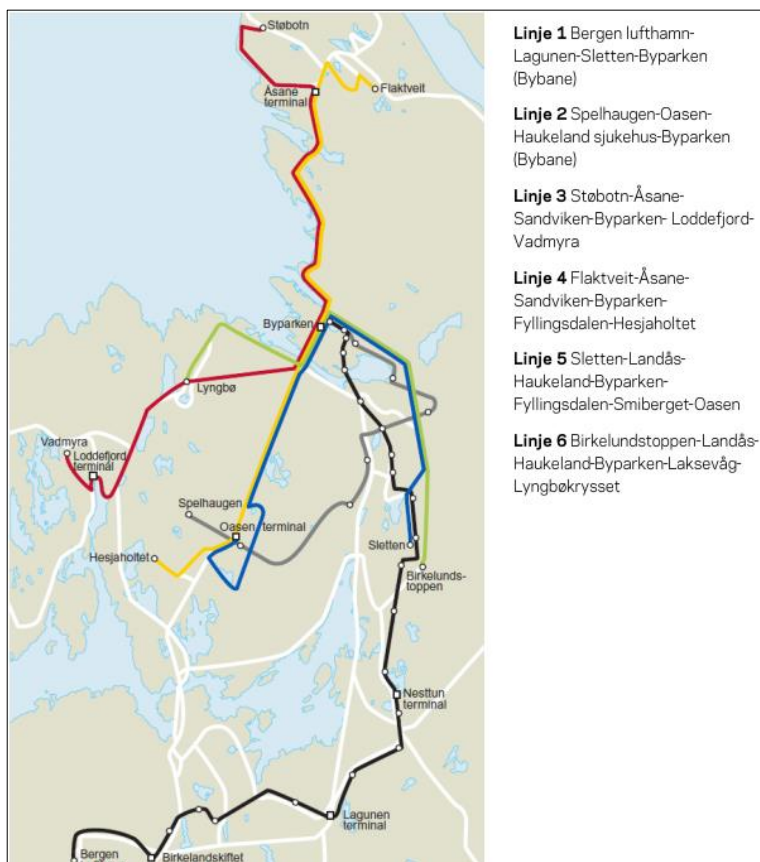 Støbotn
Åsane
terminal
Flaktveit
Byparken
Lyngbø
Vadmyra
Loddefjord
terminal
Spelhaugen
Oasen terminal
Hesjaholtet
Sletten
Birkelunds-
toppen
Nesttun
terminal
Lagunen
terminal
Bergen
Birkelandskiftet
Linje 1 Bergen lufthamn-
Lagunen-Sletten-Byparken
(Bybane)
Linje 2 Spelhaugen-Oasen-
Haukeland sjukehus-Byparken
(Bybane)
Linje 3 Støbotn-Åsane-
Sandviken-Byparken- Loddefjord-
Vadmyra
Linje 4 Flaktveit-Åsane-
Sandviken-Byparken-
Fyllingsdalen-Hesjaholtet
Linje 5 Sletten-Landås-
Haukeland-Byparken-
Fyllingsdalen-Smiberget-Oasen
Linje 6 Birkelundstoppen-Landås-
Haukeland-Byparken-Laksevåg-
Lyngbøkrysset